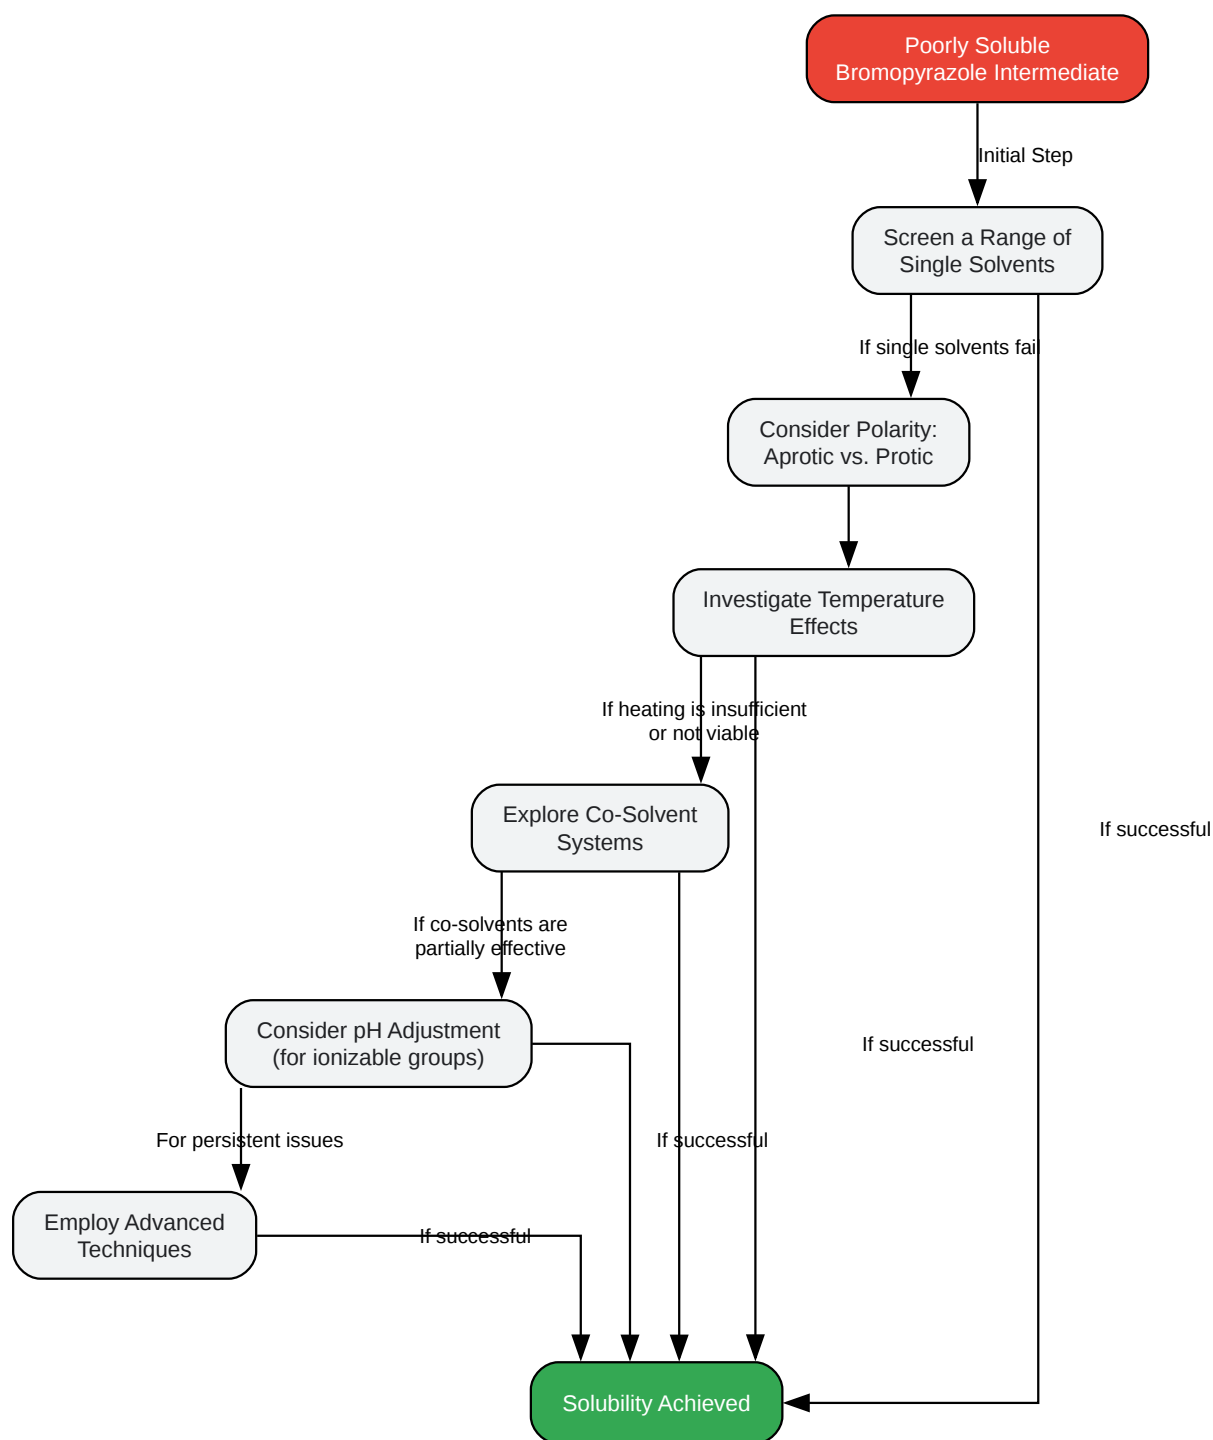 Poorly Soluble
Bromopyrazole Intermediate
Initial Step
Screen a Range of
Single Solvents
If single solvents fail
Consider Polarity:
Aprotic vs. Protic
Investigate Temperature
Effects
If heating is insufficient
or not viable
Explore Co-Solvent
Systems
If successful
If co-solvents are
partially effective
Consider pH Adjustment
(for ionizable groups)
If successful
For persistent issues
If successful
Employ Advanced
Techniques
If successful
Solubility Achieved